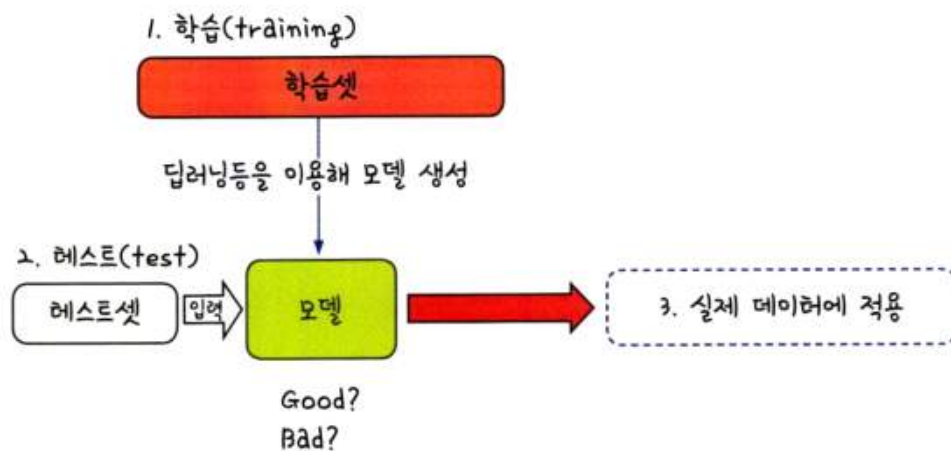 1. 학습(training)
학습셋
딥러닝등을 이용해 모델 생성
2. 테스트(test)
테스트셋
입력
모델
3. 실제 데이터에 적용
Good?
Bad?